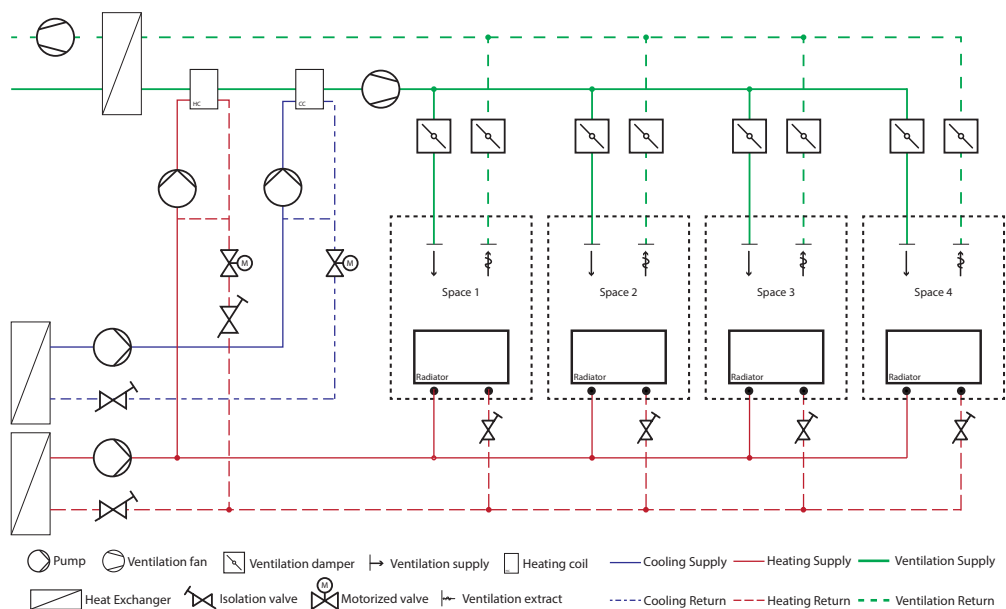 HC
CC
M
M
Space 1
Space 2
Space 3
Space 4
Radiator
Radiator
Radiator
Radiator
Pump
Ventilation fan
Ventilation damper
Ventilation supply
Heating coil
Cooling Supply
Heating Supply
Ventilation Supply
M
Heat Exchanger
Isolation valve
Motorized valve
Ventilation extract
Cooling Return
Heating Return
Ventilation Return